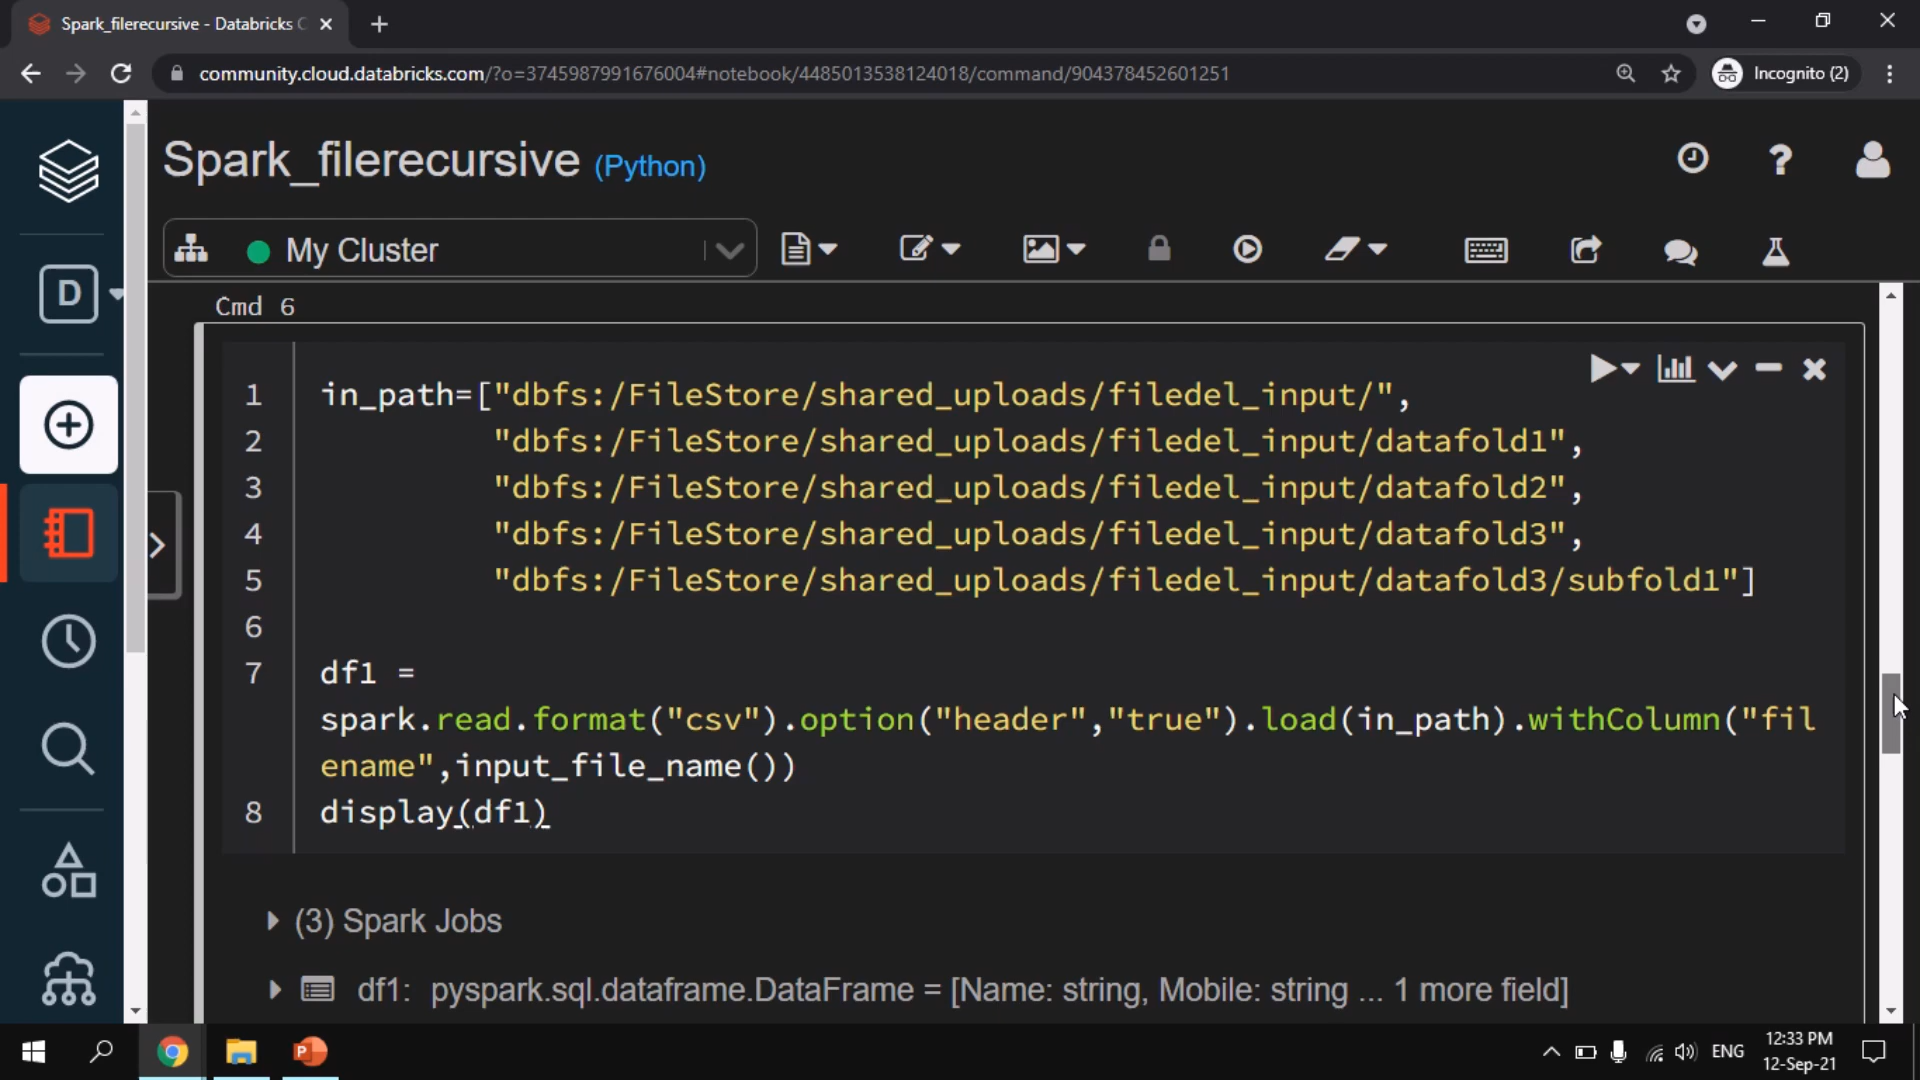 Spark_filerecursive - Databricks C
community.cloud.databricks.com/?o=3745987991676004#notebook/4485013538124018/command/904378452601251
Incognito (2)
Spark_filerecursive (Python)
D
My Cluster
Cmd 6
1 in_path=["dbfs:/FileStore/shared_uploads/filedel_input/",
2 "dbfs:/FileStore/shared_uploads/filedel_input/datafold1",
3 "dbfs:/FileStore/shared_uploads/filedel_input/datafold2",
4 "dbfs:/FileStore/shared_uploads/filedel_input/datafold3",
5 "dbfs:/FileStore/shared_uploads/filedel_input/datafold3/subfold1"]
6
7 df1 =
spark.read.format("csv").option("header","true").load(in_path).withColumn("fil
ename",input_file_name())
8 display(df1)
(3) Spark Jobs
df1: pyspark.sql.dataframe.DataFrame = [Name: string, Mobile: string ... 1 more field]
ENG
12:33 PM
12-Sep-21